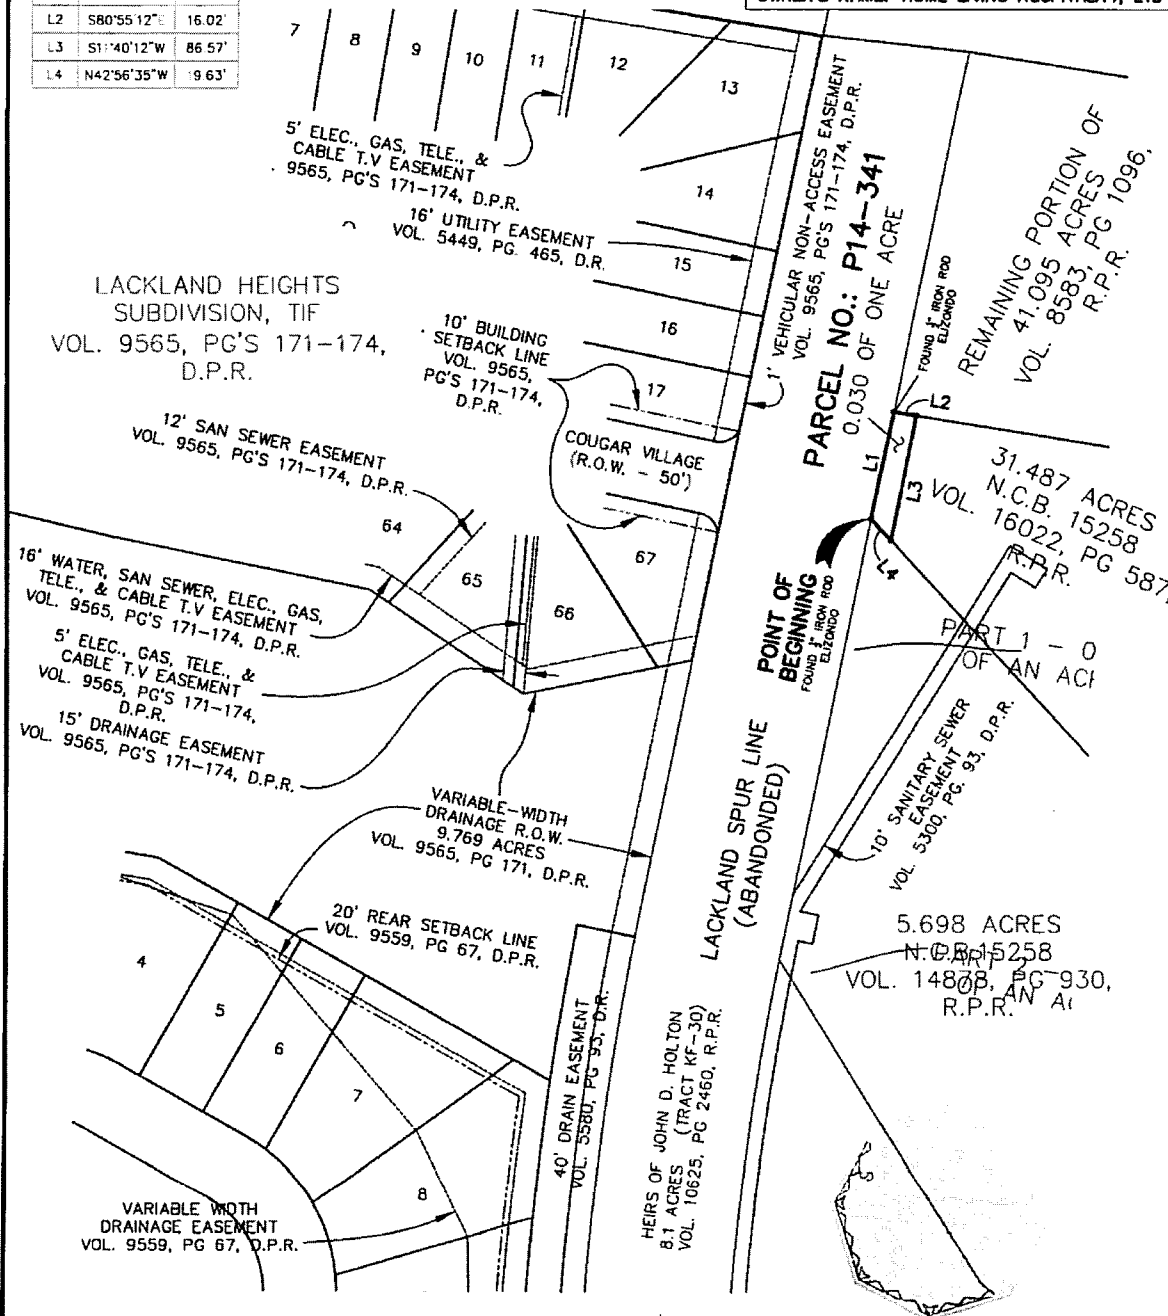 L2 S80°55'12"E 16.02'
L3 S11°40'12"W 86.57'
L4 N42°56'35"W 19.63'
7
8
9
10
11
12
13
5' ELEC., GAS, TELE., &
CABLE T.V EASEMENT
9565, PG'S 171-174, D.P.R.
16' UTILITY EASEMENT
VOL. 5449, PG. 465, D.R.
14
15
16
17
1' VEHICULAR NON-ACCESS EASEMENT
VOL. 9565, PG'S 171-174, D.P.R.
PARCEL NO.: P14-341
0.030 OF ONE ACRE
REMAINING PORTION OF
41.095 ACRES
VOL. 8583, PG 1096,
R.P.R.
LACKLAND HEIGHTS
SUBDIVISION, TIF
VOL. 9565, PG'S 171-174,
D.P.R.
10' BUILDING
SETBACK LINE
VOL. 9565,
PG'S 171-174,
D.P.R.
FOUND IRON ROD
ELIZONDO
L2
L1
L3
L4
12' SAN SEWER EASEMENT
VOL. 9565, PG'S 171-174, D.P.R.
COUGAR VILLAGE
(R.O.W. - 50')
31.487 ACRES
N.C.B. 15258
VOL. 16022, PG 587
R.P.R.
64
65
66
67
16' WATER, SAN SEWER, ELEC., GAS,
TELE., & CABLE T.V EASEMENT
VOL. 9565, PG'S 171-174, D.P.R.
POINT OF
BEGINNING
FOUND IRON ROD
ELIZONDO
PART 1 - 0
OF AN ACR
5' ELEC., GAS, TELE., &
CABLE T.V EASEMENT
VOL. 9565, PG'S 171-174,
D.P.R.
15' DRAINAGE EASEMENT
VOL. 9565, PG'S 171-174, D.P.R.
LACKLAND SPUR LINE
(ABANDONDED)
10' SANITARY SEWER
EASEMENT
VOL. 5300, PG. 93, D.P.R.
VARIABLE-WIDTH
DRAINAGE R.O.W.
9.769 ACRES
VOL. 9565, PG 171, D.P.R.
20' REAR SETBACK LINE
VOL. 9559, PG 67, D.P.R.
5.698 ACRES
N.C.B. 15258
VOL. 14878, PG 930,
R.P.R.
PART 2 -
OF AN A
4
5
6
7
8
40' DRAIN EASEMENT
VOL. 5580, PG 93, D.R.
HEIRS OF JOHN D. HOLTON
8.1 ACRES (TRACT KF-30)
VOL. 10625, PG 2460, R.P.R.
VARIABLE WIDTH
DRAINAGE EASEMENT
VOL. 9559, PG 67, D.P.R.
S